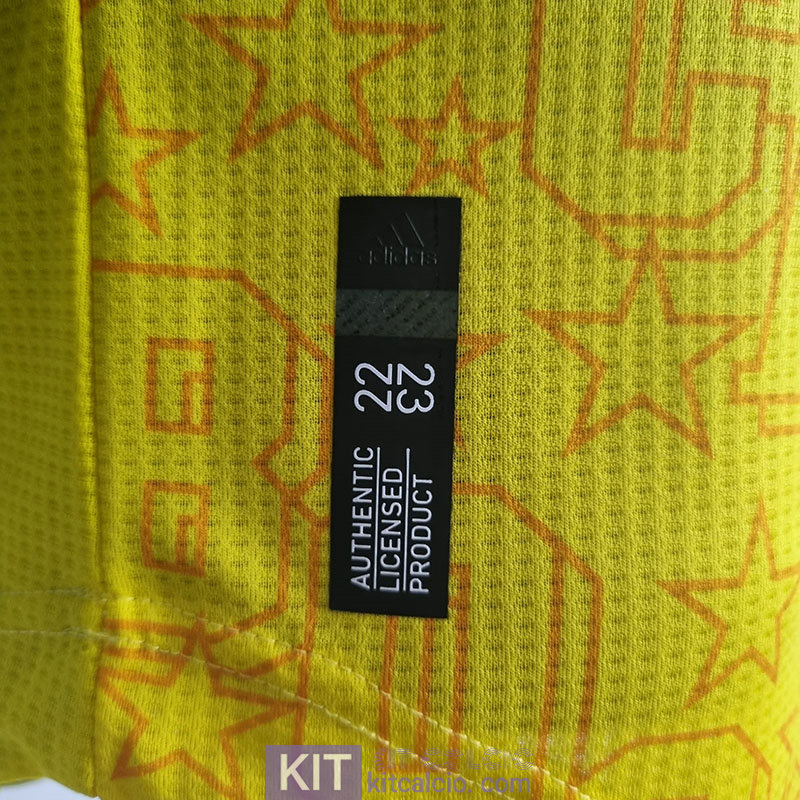 adidas
22
23
AUTHENTIC
LICENSED
PRODUCT
KIT
kitcalcio.com